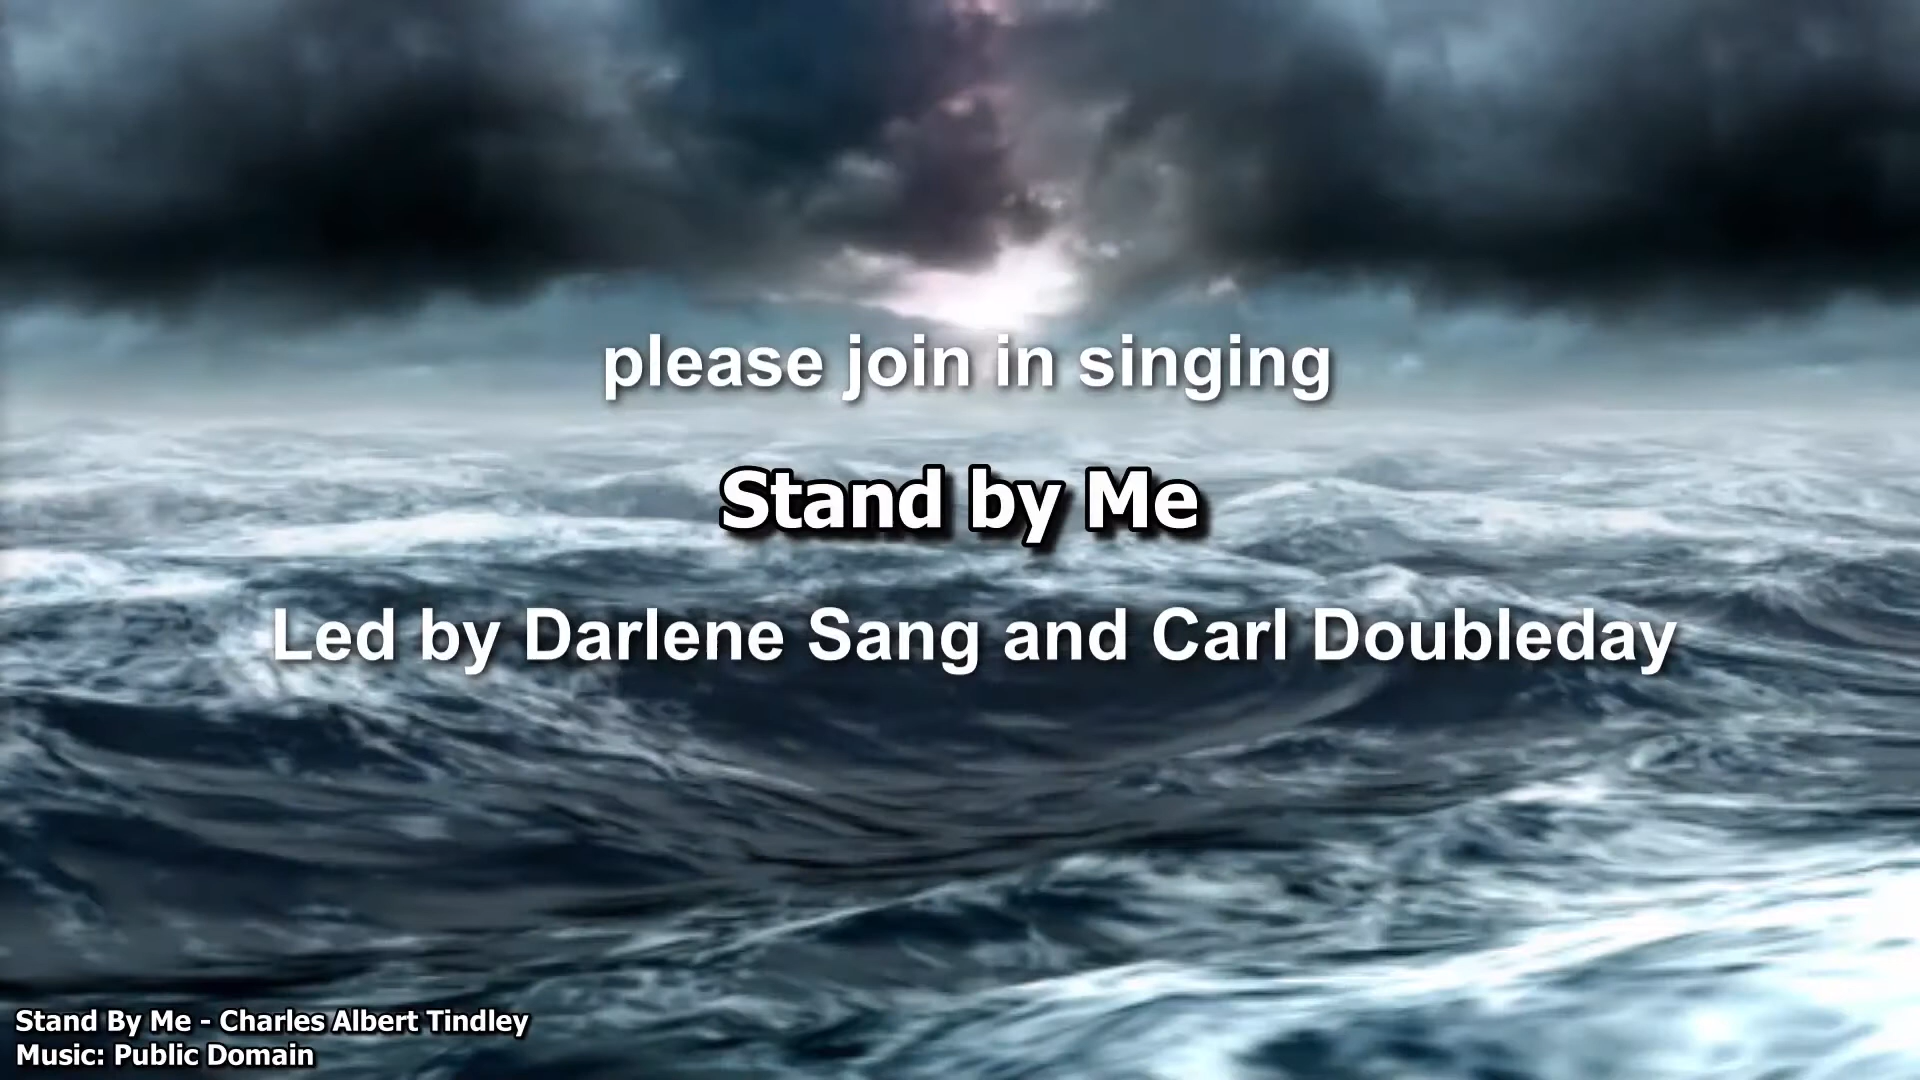 please join in singing
Stand by Me
Led by Darlene Sang and Carl Doubleday
Stand By Me - Charles Albert Tindley
Music: Public Domain